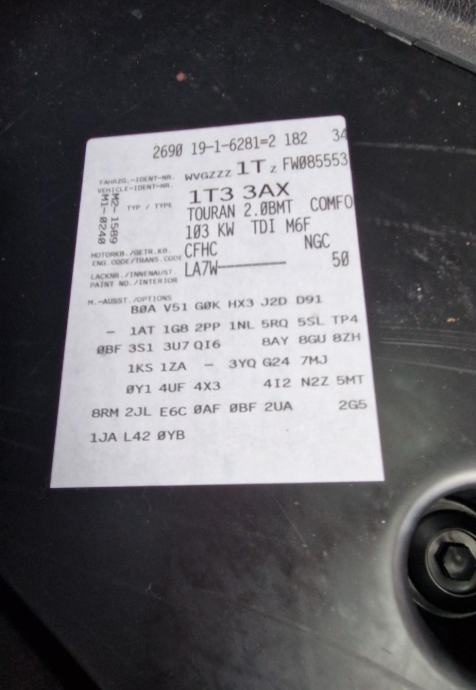 2690 19-1-6281=2 182 34
FAHRZG.-IDENT-NR.
VEHICLE-IDENT-NR. WVGZZZ 1T Z FW085553
TYP / TYPE 1T3 3AX
M2- 1589
M1-0240
TOURAN 2.0BMT COMFO
103 KW TDI M6F
MOTORKB./GETR.KB.
ENG.CODE/TRANS.CODE CFHC NGC
LACKNR./INNENAUST.
PAINT NO./INTERIOR LA7W 50
M.-AUSST./OPTIONS
B0A V51 G0K HX3 J2D D91
- 1AT 1G8 2PP 1NL 5RQ 5SL TP4
0BF 3S1 3U7 QI6 8AY 8GU 8ZH
1KS 1ZA - 3YQ G24 7MJ
0Y1 4UF 4X3 4I2 N2Z 5MT
8RM 2JL E6C 0AF 0BF 2UA 2G5
1JA L42 0YB